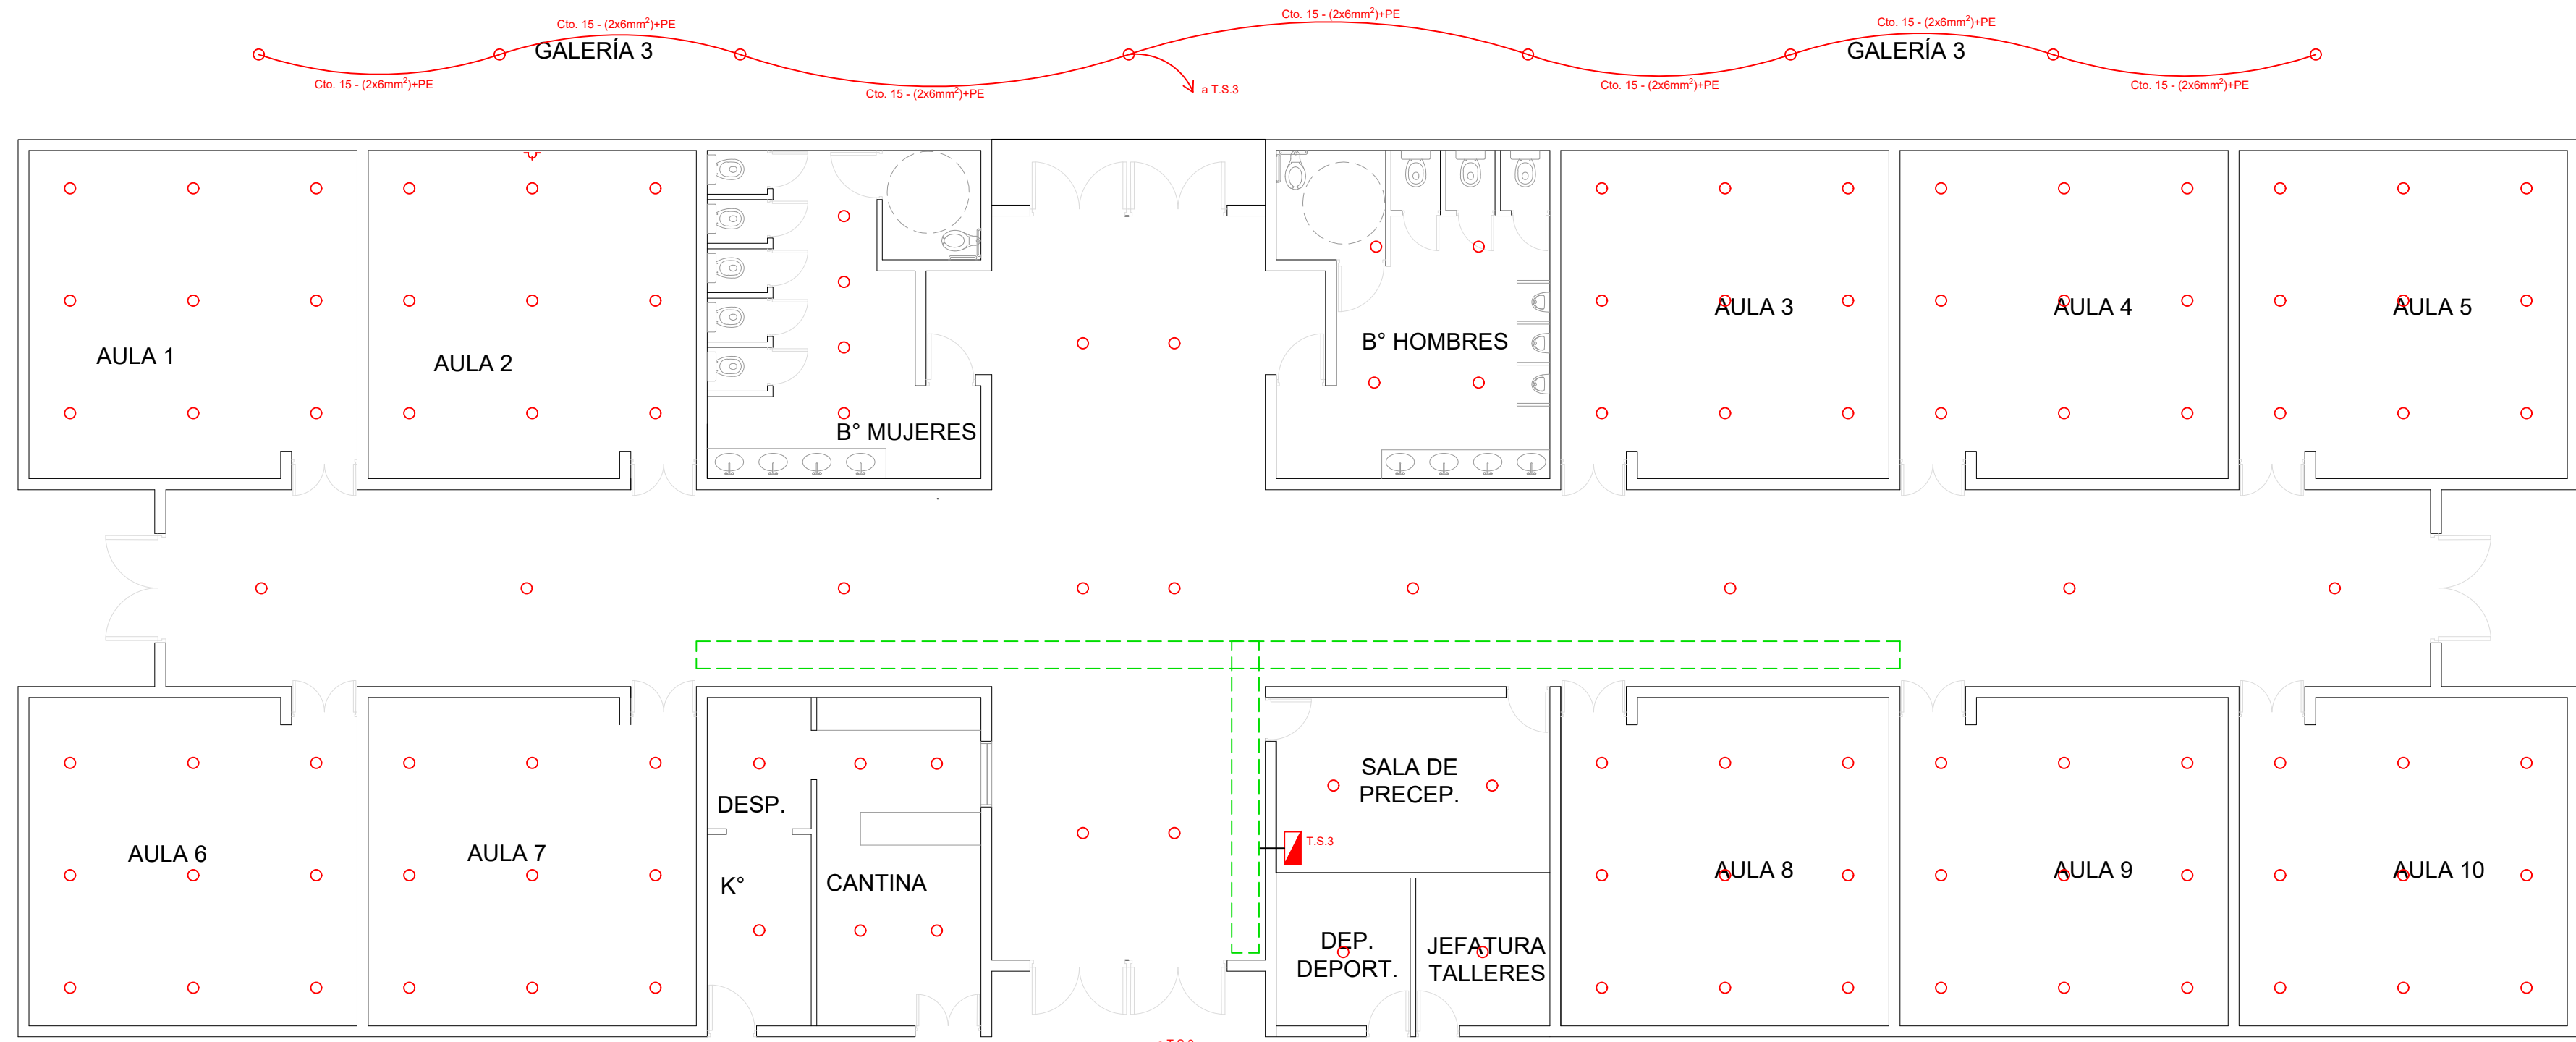 Cto. 15 - (2x6mm²)+PE
Cto. 15 - (2x6mm²)+PE
Cto. 15 - (2x6mm²)+PE
GALERÍA 3
GALERÍA 3
Cto. 15 - (2x6mm²)+PE
Cto. 15 - (2x6mm²)+PE
a T.S.3
Cto. 15 - (2x6mm²)+PE
Cto. 15 - (2x6mm²)+PE
AULA 1
AULA 2
B° MUJERES
B° HOMBRES
AULA 3
AULA 4
AULA 5
AULA 6
AULA 7
DESP.
K°
CANTINA
SALA DE
PRECEP.
T.S.3
DEP.
DEPORT.
JEFATURA
TALLERES
AULA 8
AULA 9
AULA 10